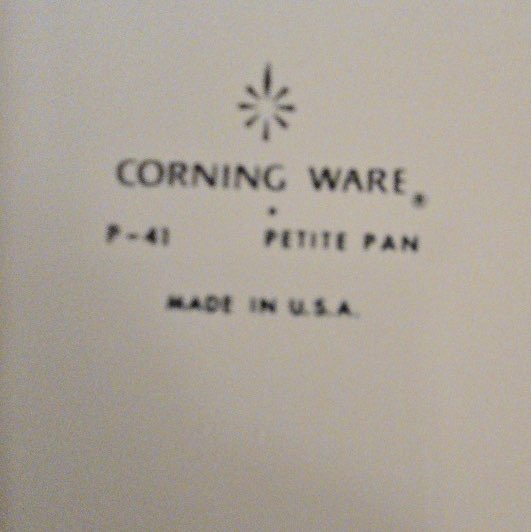 CORNING WARE®
P-41 PETITE PAN
MADE IN U.S.A.